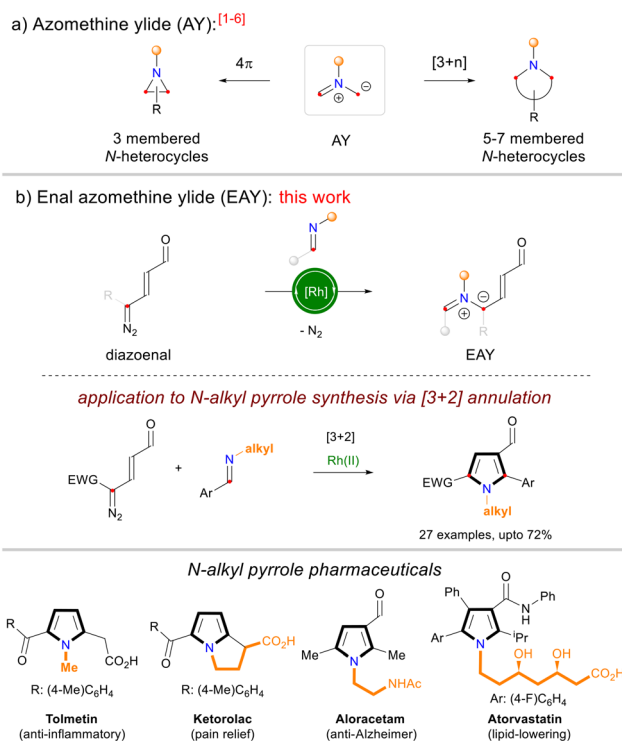 a) Azomethine ylide (AY):[1-6]
N
R
3 membered
N-heterocycles
4π
N
⊕
⊖
AY
[3+n]
N
R
5-7 membered
N-heterocycles
b) Enal azomethine ylide (EAY): this work
O
R
N2
diazoenal
N
[Rh]
- N2
O
N
⊕
⊖
R
EAY
application to N-alkyl pyrrole synthesis via [3+2] annulation
O
EWG
N2
+
alkyl
N
Ar
[3+2]
Rh(II)
O
EWG
N
Ar
alkyl
27 examples, upto 72%
N-alkyl pyrrole pharmaceuticals
R
O
N
Me
CO2H
R: (4-Me)C6H4
Tolmetin
(anti-inflammatory)
R
O
N
CO2H
R: (4-Me)C6H4
Ketorolac
(pain relief)
O
Me
N
Me
NHAc
Aloracetam
(anti-Alzheimer)
Ph
O
N
H
Ph
Ar
N
iPr
OH
OH
CO2H
Ar: (4-F)C6H4
Atorvastatin
(lipid-lowering)